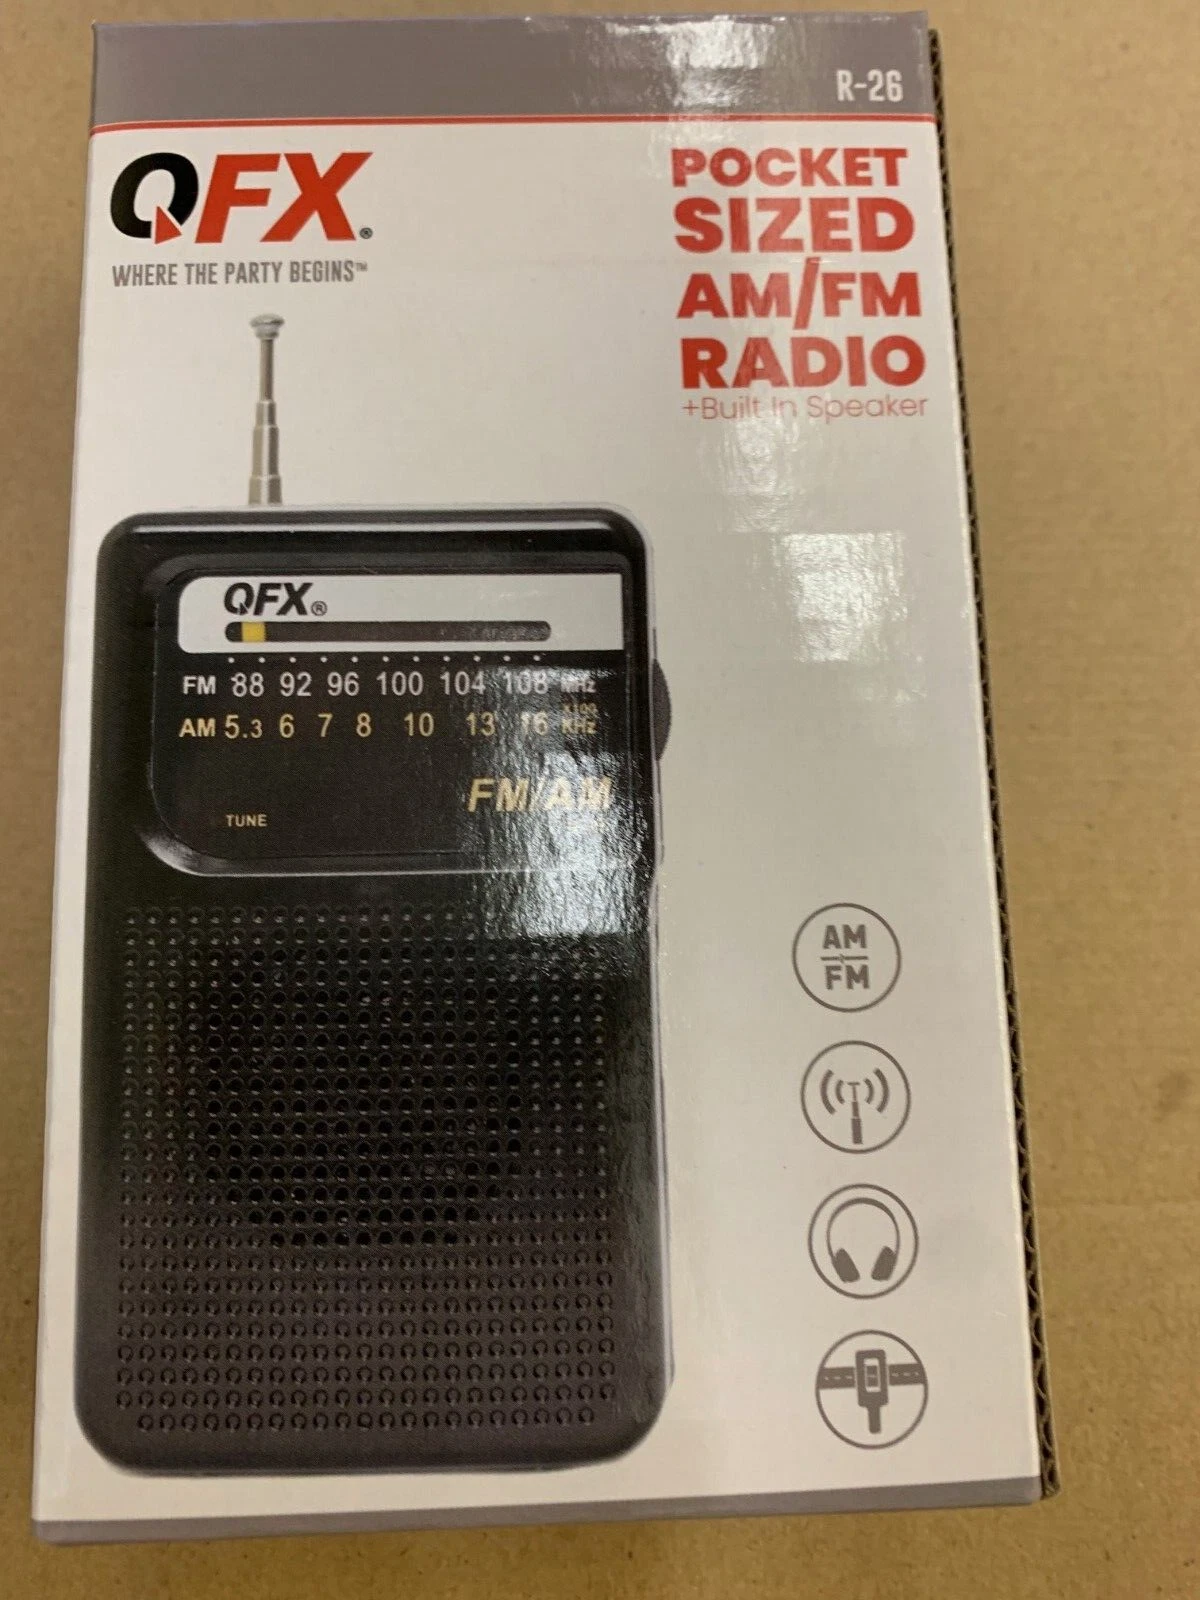 R-26
QFX®
WHERE THE PARTY BEGINS™
POCKET
SIZED
AM/FM
RADIO
+Built In Speaker
QFX®
FM 88 92 96 100 104 108 MHz
x100
AM 5.3 6 7 8 10 13 16 KHz
FM/AM
TUNE
AM
FM